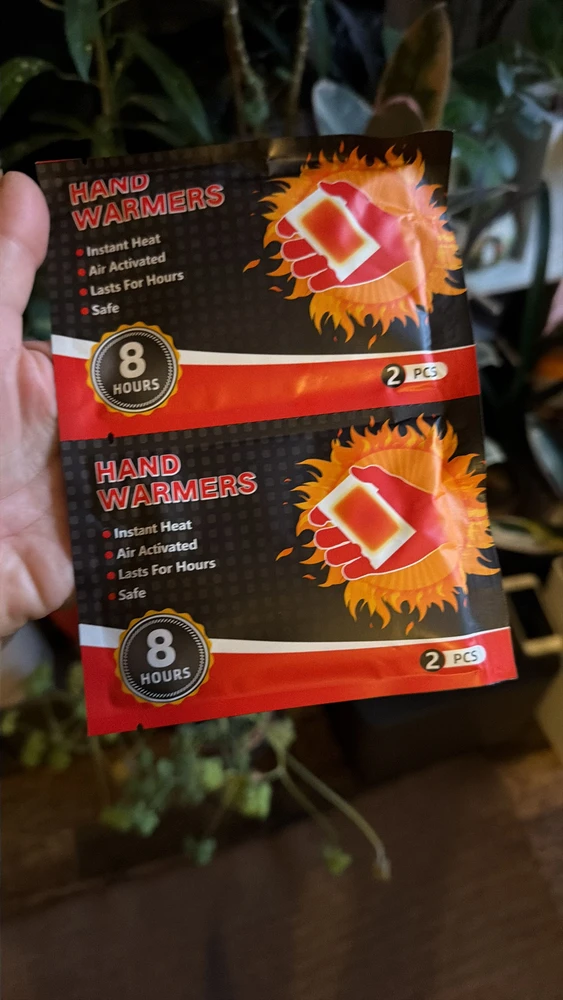 HAND
WARMERS
Instant Heat
Air Activated
Lasts For Hours
Safe
8
HOURS
2 PCS
HAND
WARMERS
Instant Heat
Air Activated
Lasts For Hours
Safe
8
HOURS
2 PCS